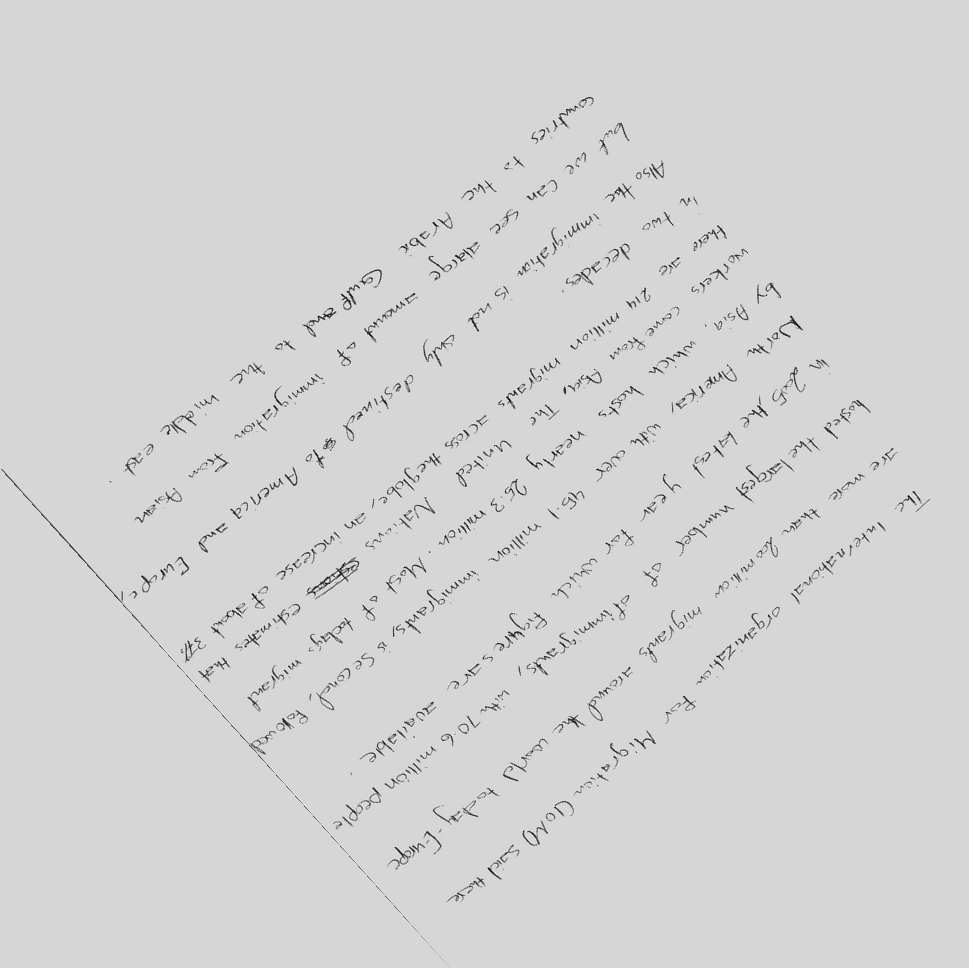 The International organization for Migration (IOM) said there
are more than 200 million migrants around the world today. Europe
hosted the largest number of immigrants, with 70.6 million people
in 2005, the latest year for which figures are available.
North America, with over 45.1 million immigrants, is second, followed
by Asia, which hosts nearly 25.3 million. Most of todays migrant
workers come from Asia, The United Nations estimates that
there are 214 million migrants across the globe, an increase of about 37%
in two decades.
Also the immigration is not only destined to America and Europe,
but we can see alarge amount of immigration from Asian
countries to the Arabi Gulf and to the middle east.